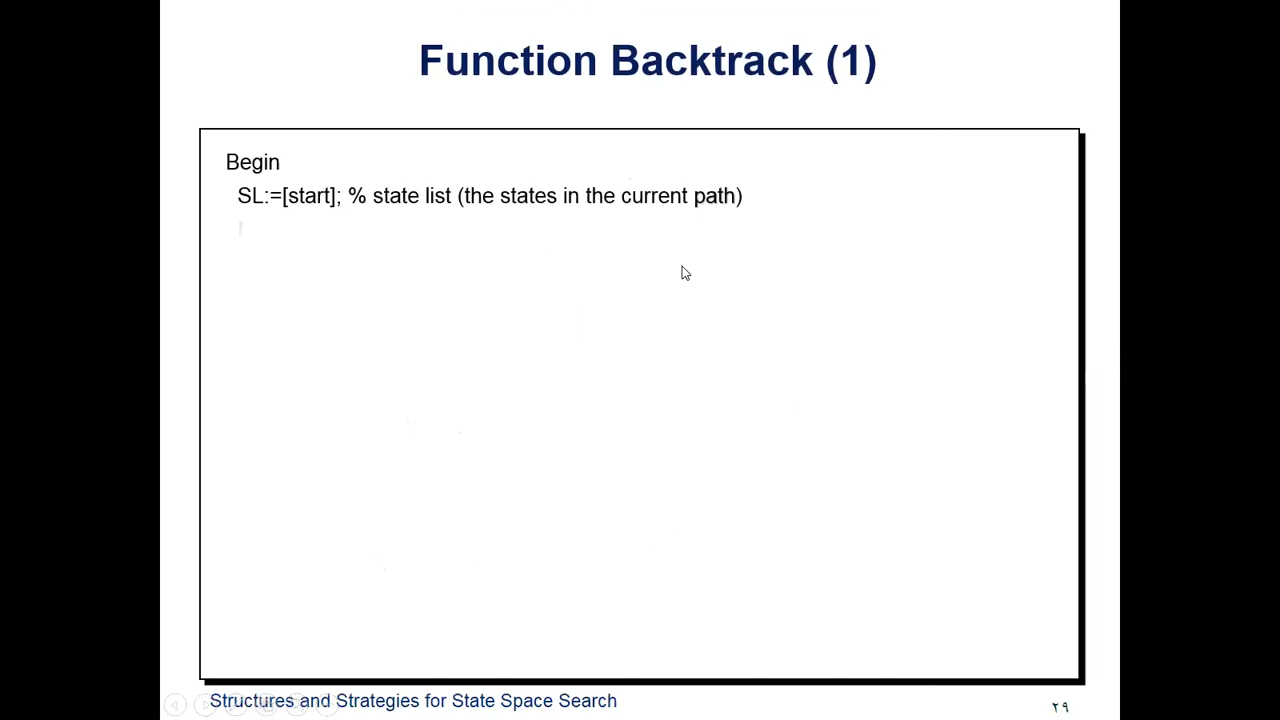 Function Backtrack (1)
Begin
SL:=[start]; % state list (the states in the current path)
Structures and Strategies for State Space Search
٢٩